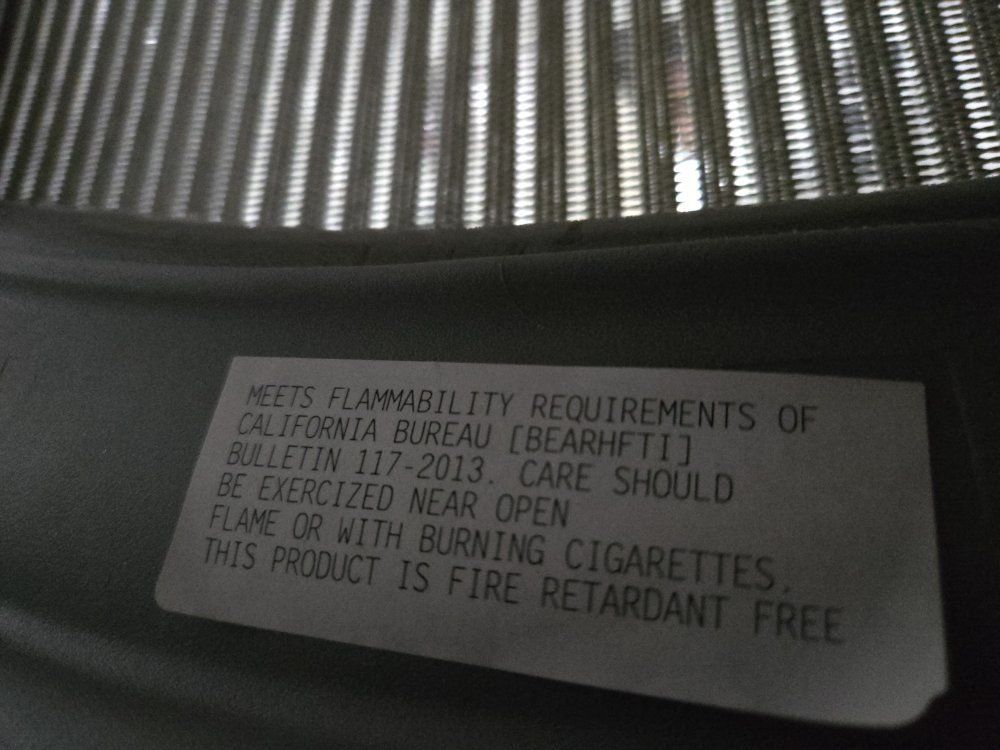 MEETS FLAMMABILITY REQUIREMENTS OF
CALIFORNIA BUREAU [BEARHFTI]
BULLETIN 117-2013. CARE SHOULD
BE EXERCIZED NEAR OPEN
FLAME OR WITH BURNING CIGARETTES.
THIS PRODUCT IS FIRE RETARDANT FREE